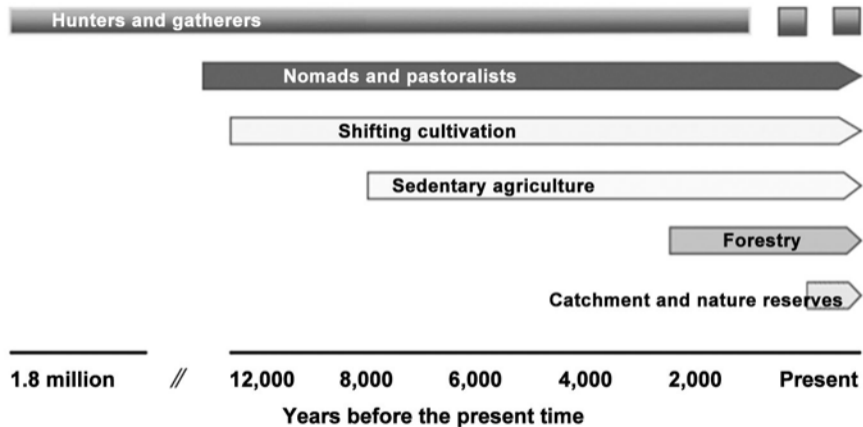 Hunters and gatherers
Nomads and pastoralists
Shifting cultivation
Sedentary agriculture
Forestry
Catchment and nature reserves
1.8 million // 12,000 8,000 6,000 4,000 2,000 Present
Years before the present time